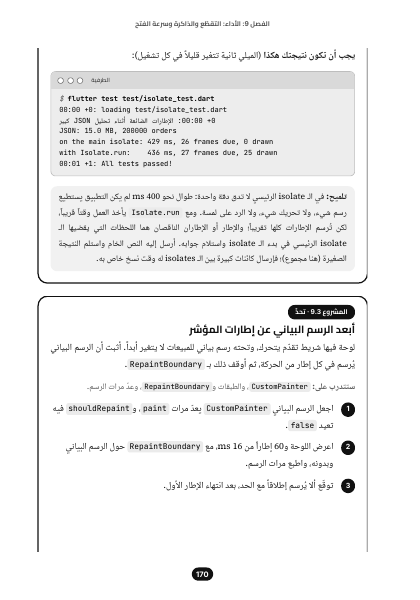 الفصل 9: الأداء: التقطّع والذاكرة وسرعة الفتح
يجب أن تكون نتيجتك هكذا (الميلي ثانية تتغير قليلاً في كل تشغيل):
الطرفية
$ flutter test test/isolate_test.dart
00:00 +0: loading test/isolate_test.dart
00:00 +0: الإطارات الضائعة أثناء تحليل JSON كبير
JSON: 15.0 MB, 200000 orders
on the main isolate: 429 ms, 26 frames due, 0 drawn
with Isolate.run: 436 ms, 27 frames due, 25 drawn
00:01 +1: All tests passed!
تلميح: في الـ isolate الرئيسي لا تدق دقة واحدة: طوال نحو 400 ms لم يكن التطبيق يستطيع
رسم شيء، ولا تحريك شيء، ولا الرد على لمسة. ومع Isolate.run يأخذ العمل وقتاً قريباً،
لكن تُرسم الإطارات كلها تقريباً؛ والإطار أو الإطاران الناقصان هما اللحظات التي يقضيها الـ
isolate الرئيسي في بدء الـ isolate واستلام جوابه. أرسل إليه النص الخام واستلم النتيجة
الصغيرة (هنا مجموع)؛ فإرسال كائنات كبيرة بين الـ isolates له وقت نسخ خاص به.
المشروع 9.3 · تحدٍّ
أبعد الرسم البياني عن إطارات المؤشر
لوحة فيها شريط تقدّم يتحرك، وتحته رسم بياني للمبيعات لا يتغير أبداً. أثبت أن الرسم البياني
يُرسم في كل إطار من الحركة، ثم أوقف ذلك بـ RepaintBoundary.
ستتدرب على: CustomPainter، والطبقات و RepaintBoundary، وعدّ مرات الرسم.
1 اجعل الرسم البياني CustomPainter يعدّ مرات paint، و shouldRepaint فيه
تعيد false.
2 اعرض اللوحة و60 إطاراً من 16 ms، مع RepaintBoundary حول الرسم البياني
وبدونه، واطبع مرات الرسم.
3 توقّع ألا يُرسم إطلاقاً مع الحد، بعد انتهاء الإطار الأول.
170